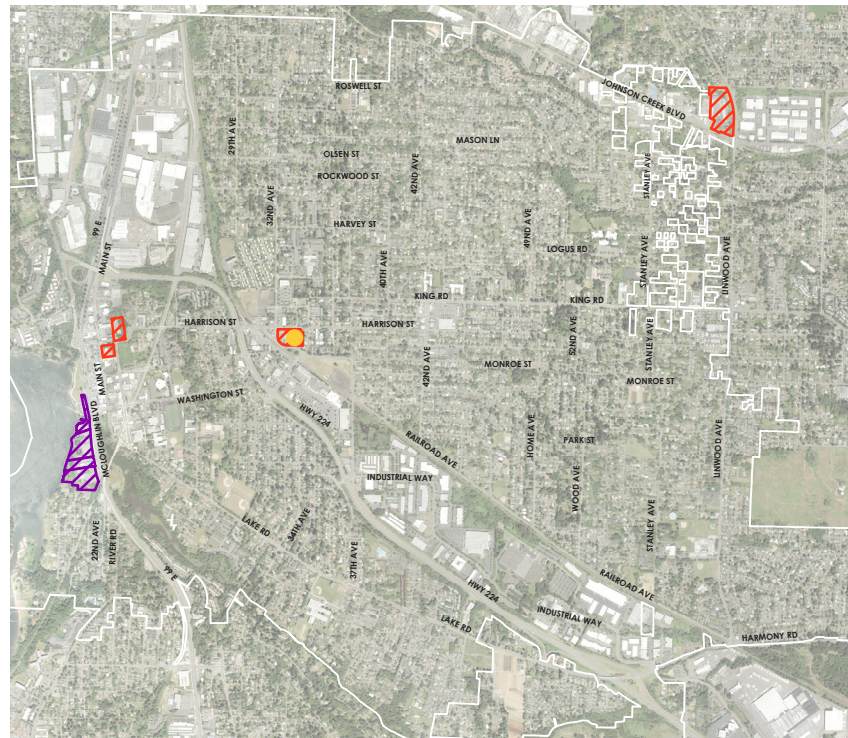 ROSWELL ST
JOHNSON CREEK BLVD
29TH AVE
MASON LN
OLSEN ST
ROCKWOOD ST
42ND AVE
STANLEY AVE
32ND AVE
HARVEY ST
49TH AVE
99 E
MAIN ST
40TH AVE
LOGUS RD
STANLEY AVE
LINWOOD AVE
KING RD
KING RD
HARRISON ST
HARRISON ST
52ND AVE
STANLEY AVE
MAIN ST
42ND AVE
MONROE ST
MONROE ST
WASHINGTON ST
HWY 224
MCLOUGHLIN BLVD
RAILROAD AVE
HOME AVE
PARK ST
LINWOOD AVE
INDUSTRIAL WAY
WOOD AVE
22ND AVE
RIVER RD
LAKE RD
34TH AVE
37TH AVE
STANLEY AVE
99 E
HWY 224
RAILROAD AVE
INDUSTRIAL WAY
LAKE RD
HARMONY RD